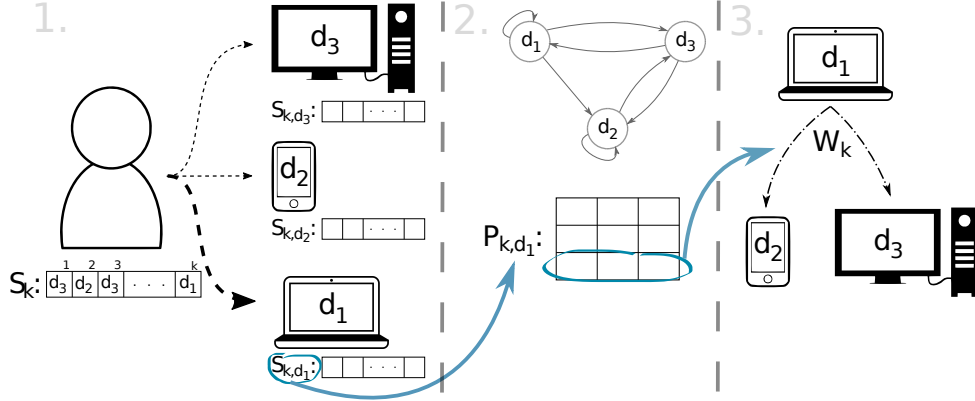 1.
d3
Sk,d3: · · ·
d2
Sk,d2: · · ·
1 2 3 k
Sk: d3 d2 d3 · · · d1
d1
Sk,d1: · · ·
2.
d1
d3
d2
Pk,d1:
3.
d1
Wk
d2
d3